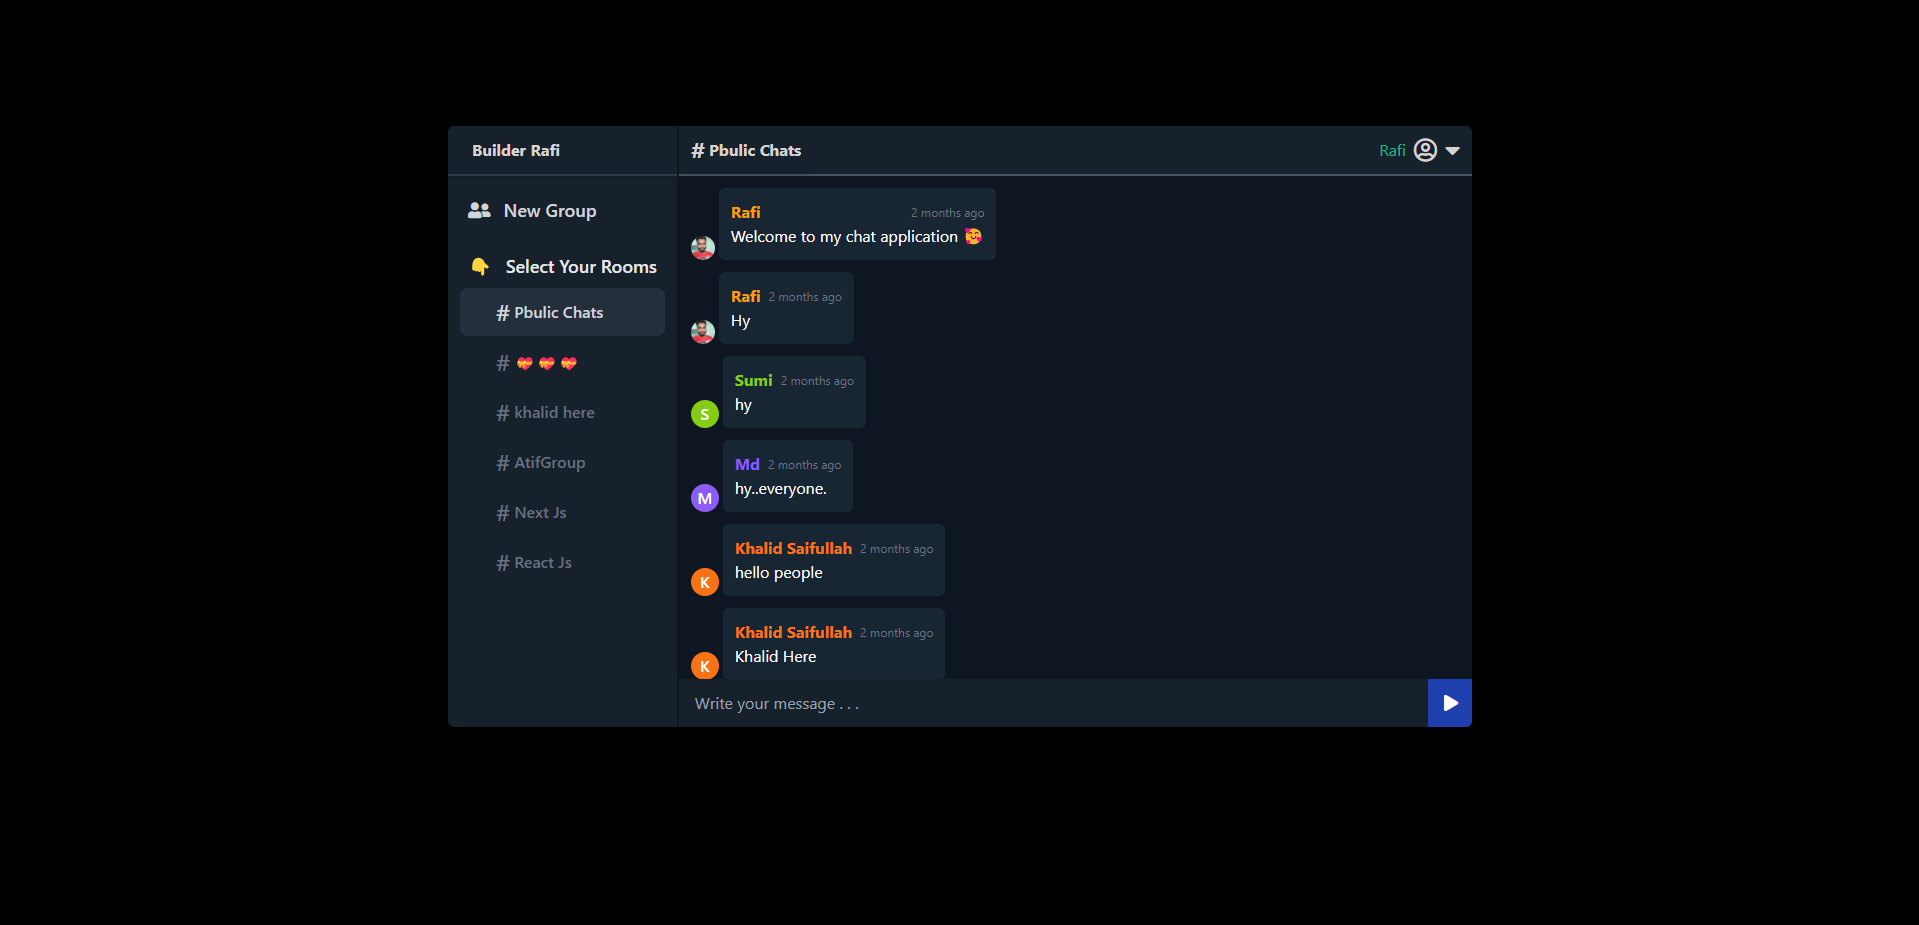 Builder Rafi
New Group
👇 Select Your Rooms
# Pbulic Chats
# 💝 💝 💝
# khalid here
# AtifGroup
# Next Js
# React Js
# Pbulic Chats
Rafi
Rafi 2 months ago
Welcome to my chat application 🥰
Rafi 2 months ago
Hy
Sumi 2 months ago
hy
S
Md 2 months ago
hy..everyone.
M
Khalid Saifullah 2 months ago
hello people
K
Khalid Saifullah 2 months ago
Khalid Here
K
Write your message . . .